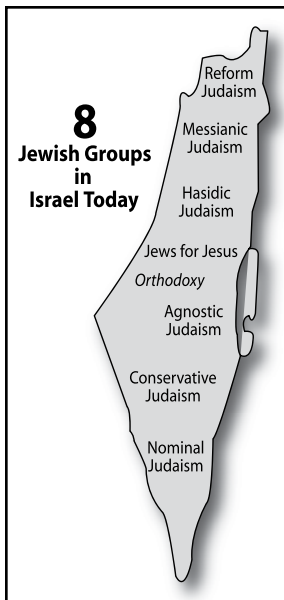 8
Jewish Groups
in
Israel Today
Reform
Judaism
Messianic
Judaism
Hasidic
Judaism
Jews for Jesus
Orthodoxy
Agnostic
Judaism
Conservative
Judaism
Nominal
Judaism